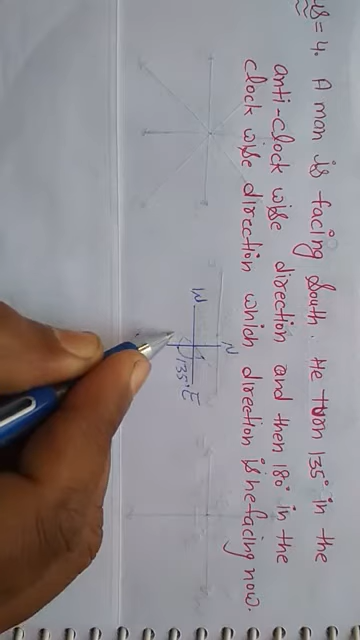 = 4. A man is facing South. He turn 135° in the
anti-clock wise direction and then 180° in the
clock wise direction which direction is he facing now.
N
W
E
135°